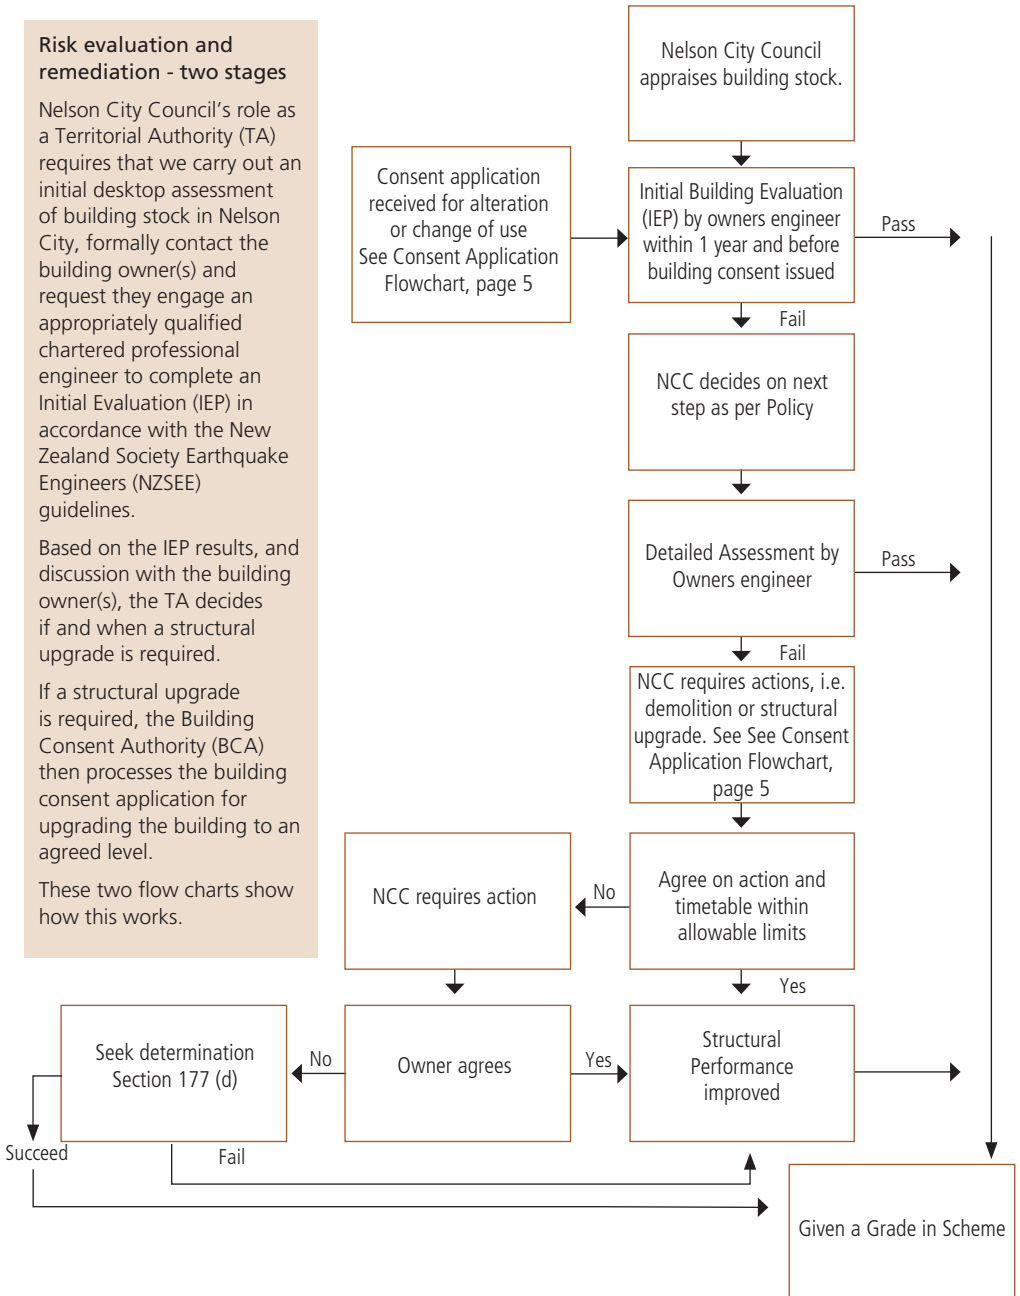 Risk evaluation and
remediation - two stages
Nelson City Council’s role as
a Territorial Authority (TA)
requires that we carry out an
initial desktop assessment
of building stock in Nelson
City, formally contact the
building owner(s) and
request they engage an
appropriately qualified
chartered professional
engineer to complete an
Initial Evaluation (IEP) in
accordance with the New
Zealand Society Earthquake
Engineers (NZSEE)
guidelines.
Based on the IEP results, and
discussion with the building
owner(s), the TA decides
if and when a structural
upgrade is required.
If a structural upgrade
is required, the Building
Consent Authority (BCA)
then processes the building
consent application for
upgrading the building to an
agreed level.
These two flow charts show
how this works.
Nelson City Council
appraises building stock.
Consent application
received for alteration
or change of use
See Consent Application
Flowchart, page 5
Initial Building Evaluation
(IEP) by owners engineer
within 1 year and before
building consent issued
Pass
Fail
NCC decides on next
step as per Policy
Detailed Assessment by
Owners engineer
Pass
Fail
NCC requires actions, i.e.
demolition or structural
upgrade. See See Consent
Application Flowchart,
page 5
Agree on action and
timetable within
allowable limits
No
NCC requires action
Yes
Structural
Performance
improved
Owner agrees
Yes
No
Seek determination
Section 177 (d)
Succeed
Fail
Given a Grade in Scheme